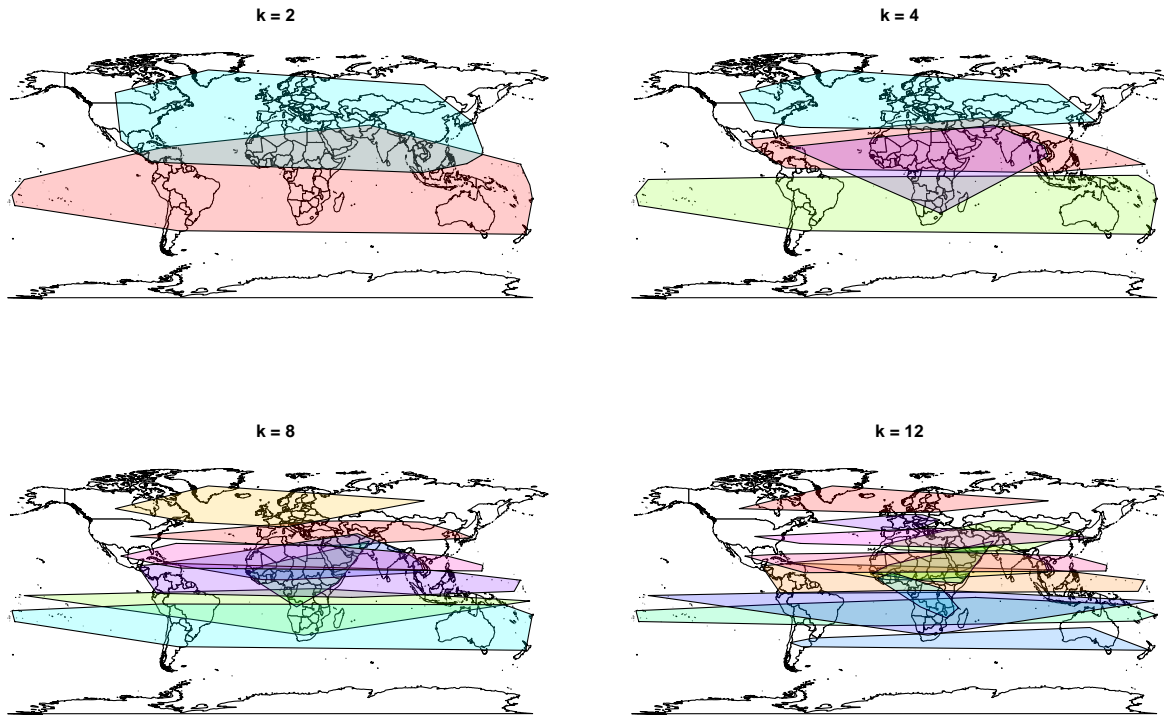 k = 2
k = 4
k = 8
k = 12